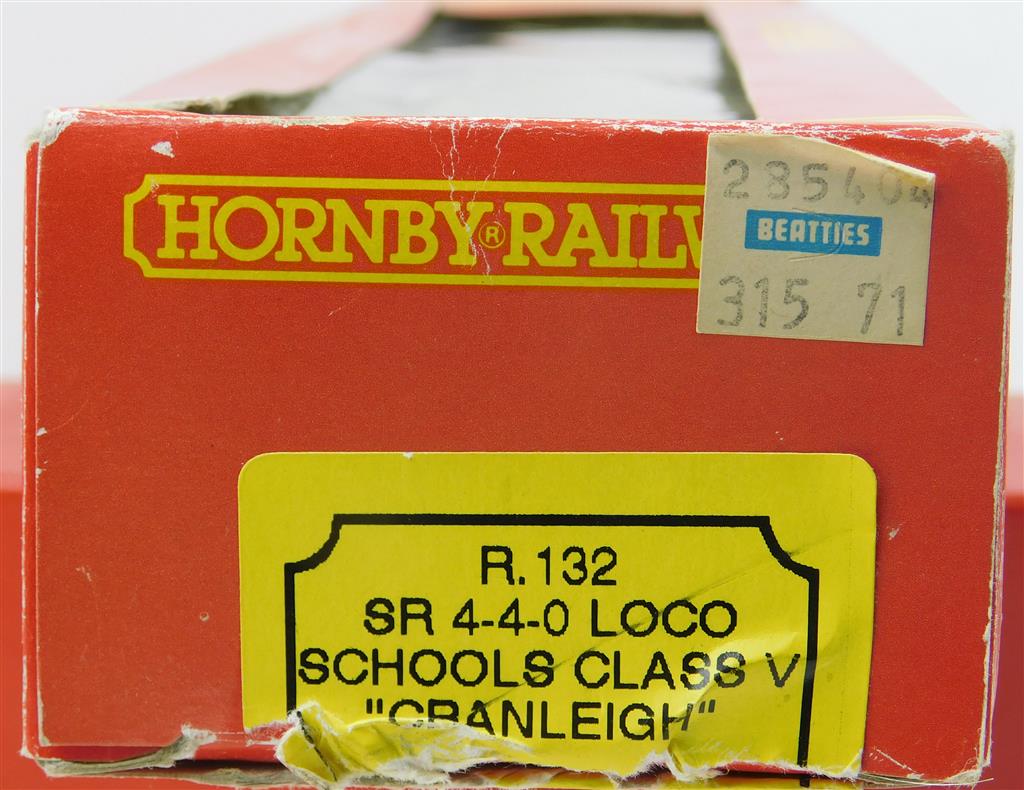 HORNBY® RAILW
285404
BEATTIES
315 71
R.132
SR 4-4-0 LOCO
SCHOOLS CLASS V
"CRANLEIGH"